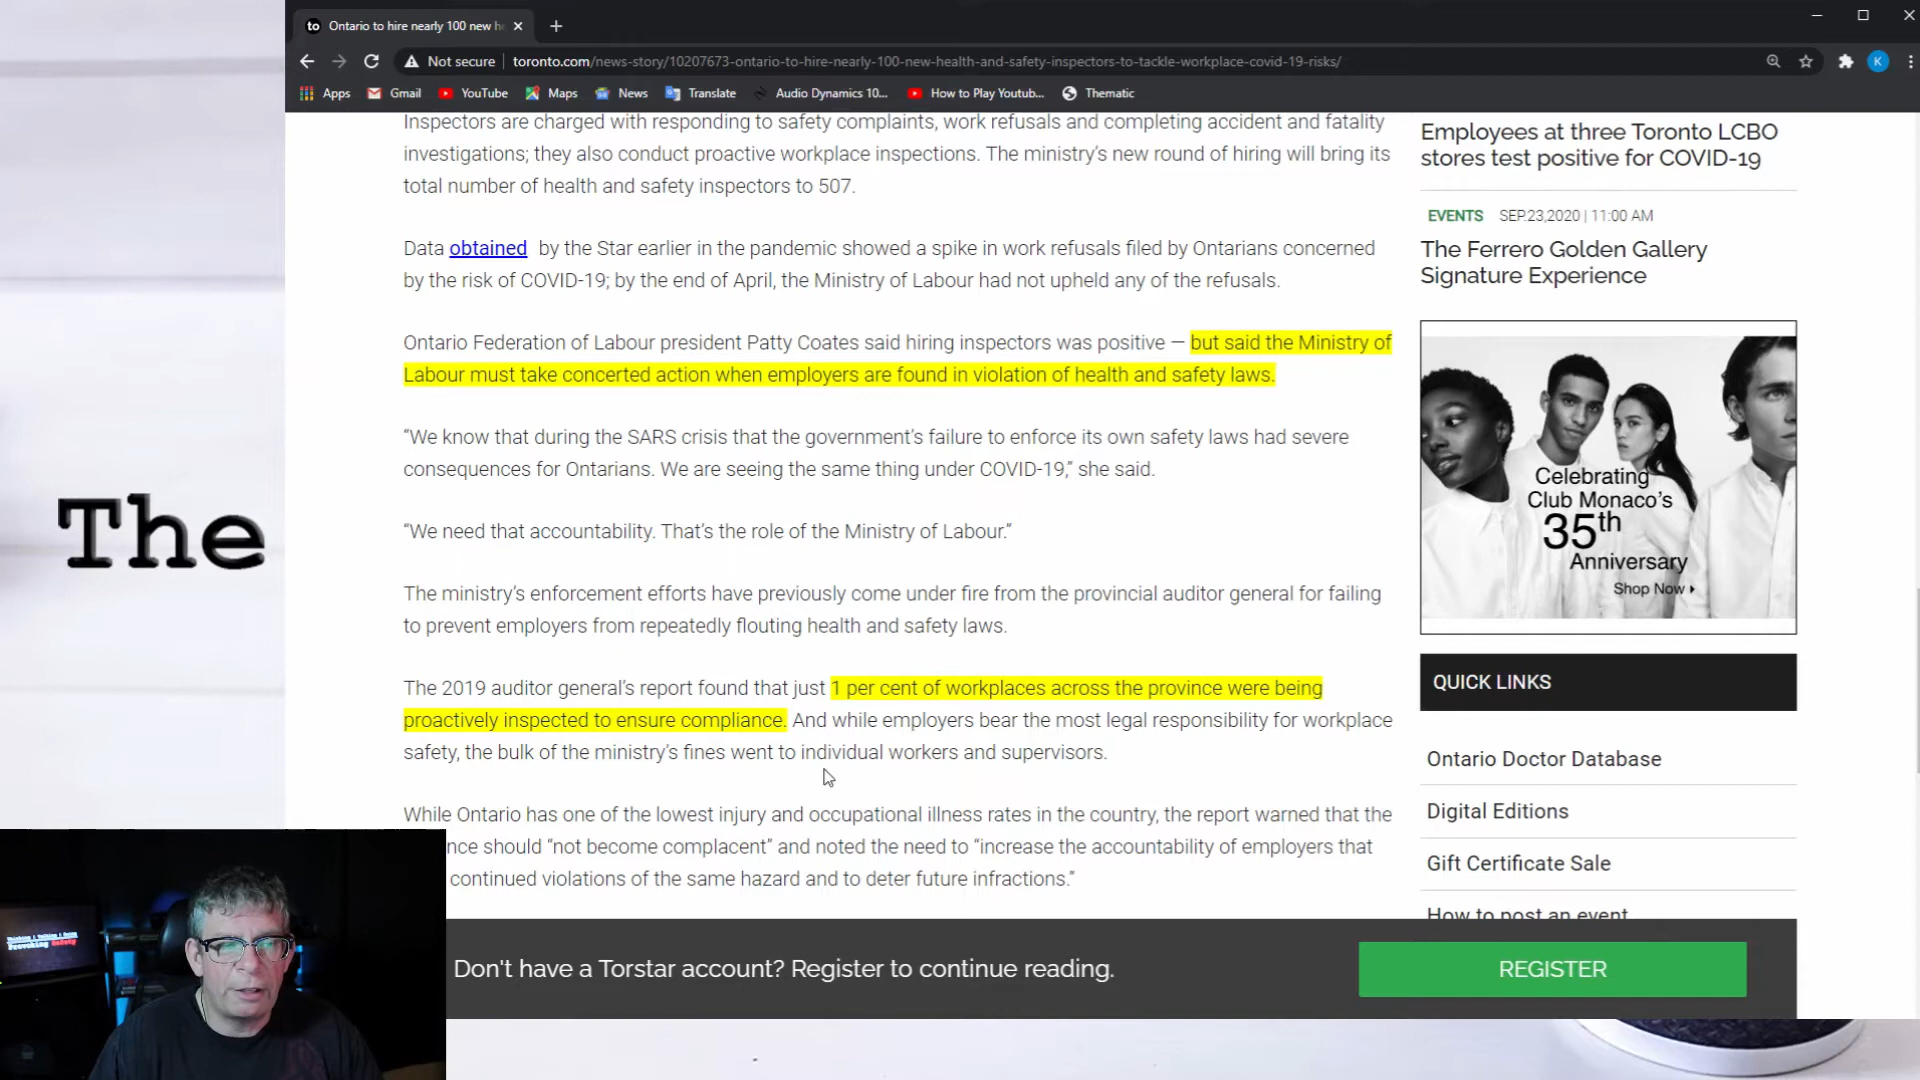 Ontario to hire nearly 100 new h
Not secure
toronto.com/news-story/10207673-ontario-to-hire-nearly-100-new-health-and-safety-inspectors-to-tackle-workplace-covid-19-risks/
K
Apps
Gmail
YouTube
Maps
News
Translate
Audio Dynamics 10...
How to Play Youtub...
Thematic
Inspectors are charged with responding to safety complaints, work refusals and completing accident and fatality
investigations; they also conduct proactive workplace inspections. The ministry’s new round of hiring will bring its
total number of health and safety inspectors to 507.
Data obtained by the Star earlier in the pandemic showed a spike in work refusals filed by Ontarians concerned
by the risk of COVID-19; by the end of April, the Ministry of Labour had not upheld any of the refusals.
Ontario Federation of Labour president Patty Coates said hiring inspectors was positive — but said the Ministry of
Labour must take concerted action when employers are found in violation of health and safety laws.
“We know that during the SARS crisis that the government’s failure to enforce its own safety laws had severe
consequences for Ontarians. We are seeing the same thing under COVID-19,” she said.
“We need that accountability. That’s the role of the Ministry of Labour.”
The ministry’s enforcement efforts have previously come under fire from the provincial auditor general for failing
to prevent employers from repeatedly flouting health and safety laws.
The 2019 auditor general’s report found that just 1 per cent of workplaces across the province were being
proactively inspected to ensure compliance. And while employers bear the most legal responsibility for workplace
safety, the bulk of the ministry’s fines went to individual workers and supervisors.
While Ontario has one of the lowest injury and occupational illness rates in the country, the report warned that the
nce should “not become complacent” and noted the need to “increase the accountability of employers that
continued violations of the same hazard and to deter future infractions.”
Employees at three Toronto LCBO
stores test positive for COVID-19
EVENTS SEP.23,2020 | 11:00 AM
The Ferrero Golden Gallery
Signature Experience
Celebrating
Club Monaco's
35th
Anniversary
Shop Now
QUICK LINKS
Ontario Doctor Database
Digital Editions
Gift Certificate Sale
How to post an event
Don't have a Torstar account? Register to continue reading.
REGISTER
The
Provoking Safety